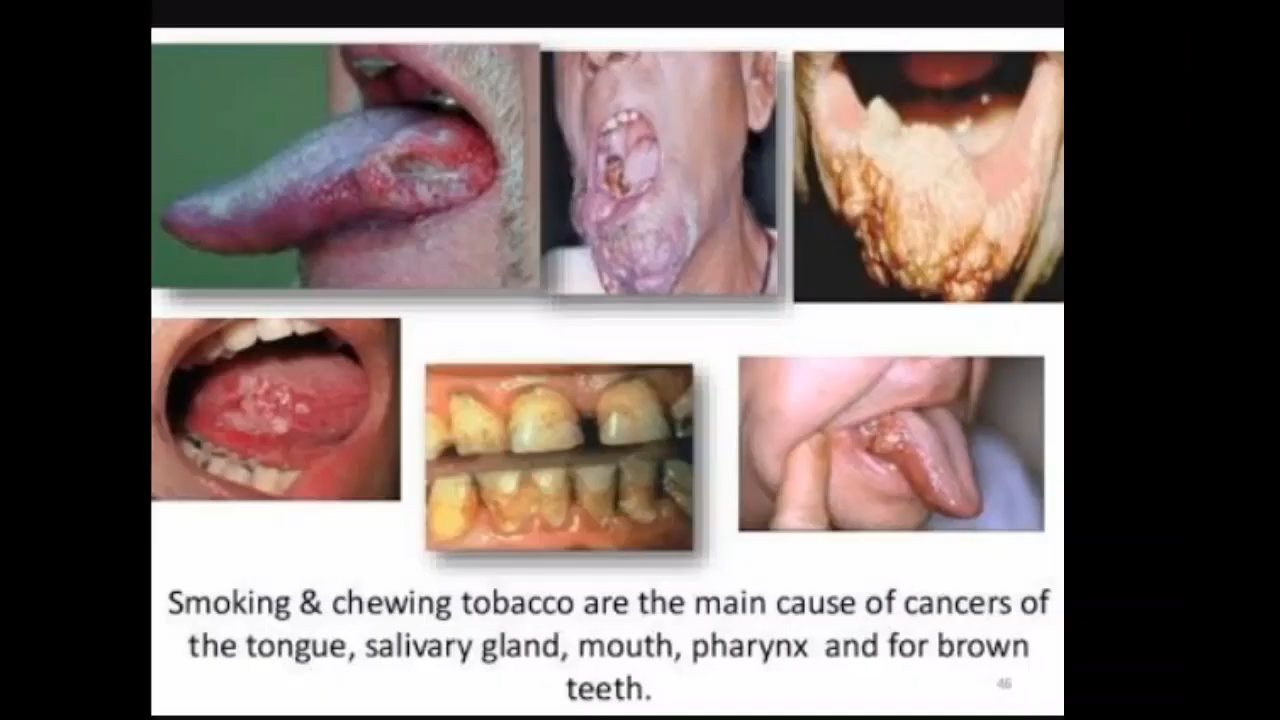 Smoking & chewing tobacco are the main cause of cancers of
the tongue, salivary gland, mouth, pharynx and for brown
teeth.
46